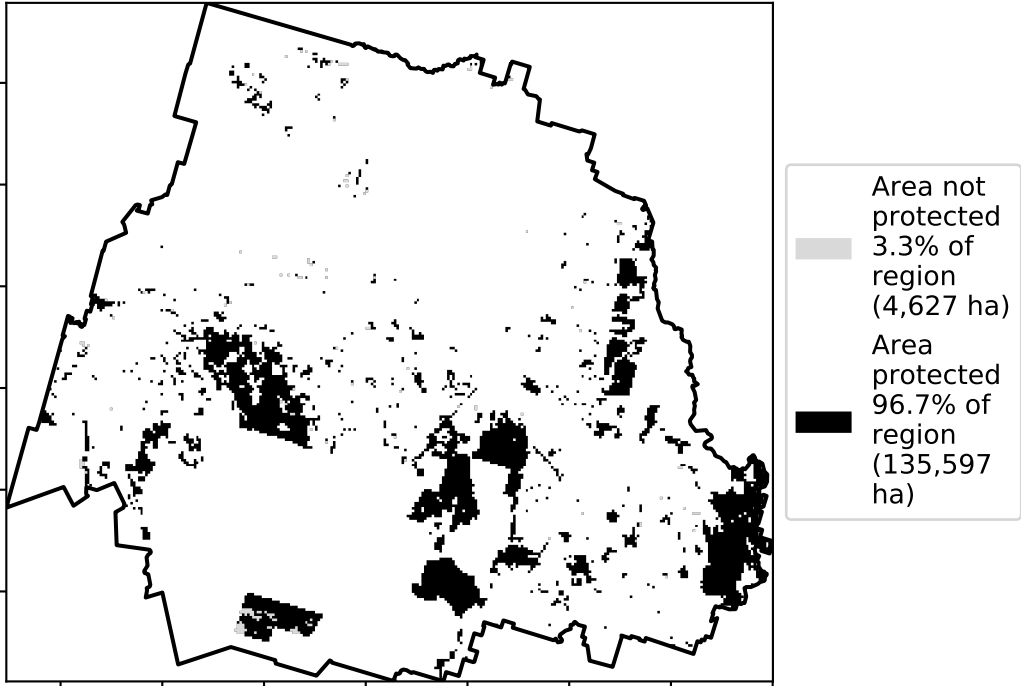 Area not
protected
3.3% of
region
(4,627 ha)
Area
protected
96.7% of
region
(135,597
ha)